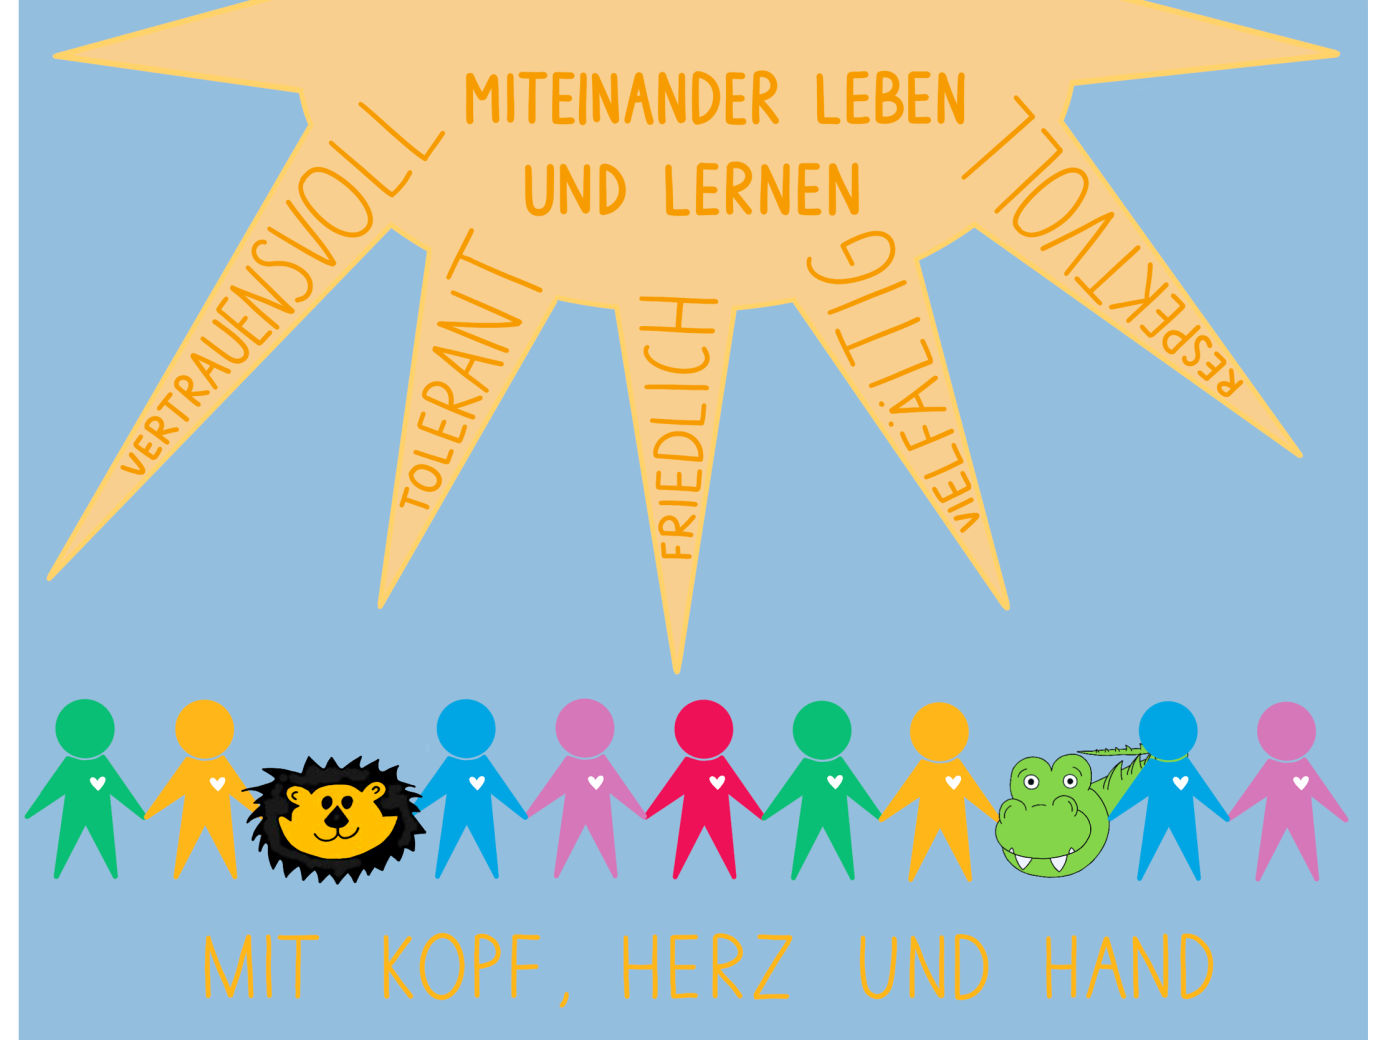 MITEINANDER LEBEN
UND LERNEN
VERTRAUENSVOLL
TOLERANT
FRIEDLICH
VIELFÄLTIG
RESPEKTVOLL
MIT KOPF, HERZ UND HAND